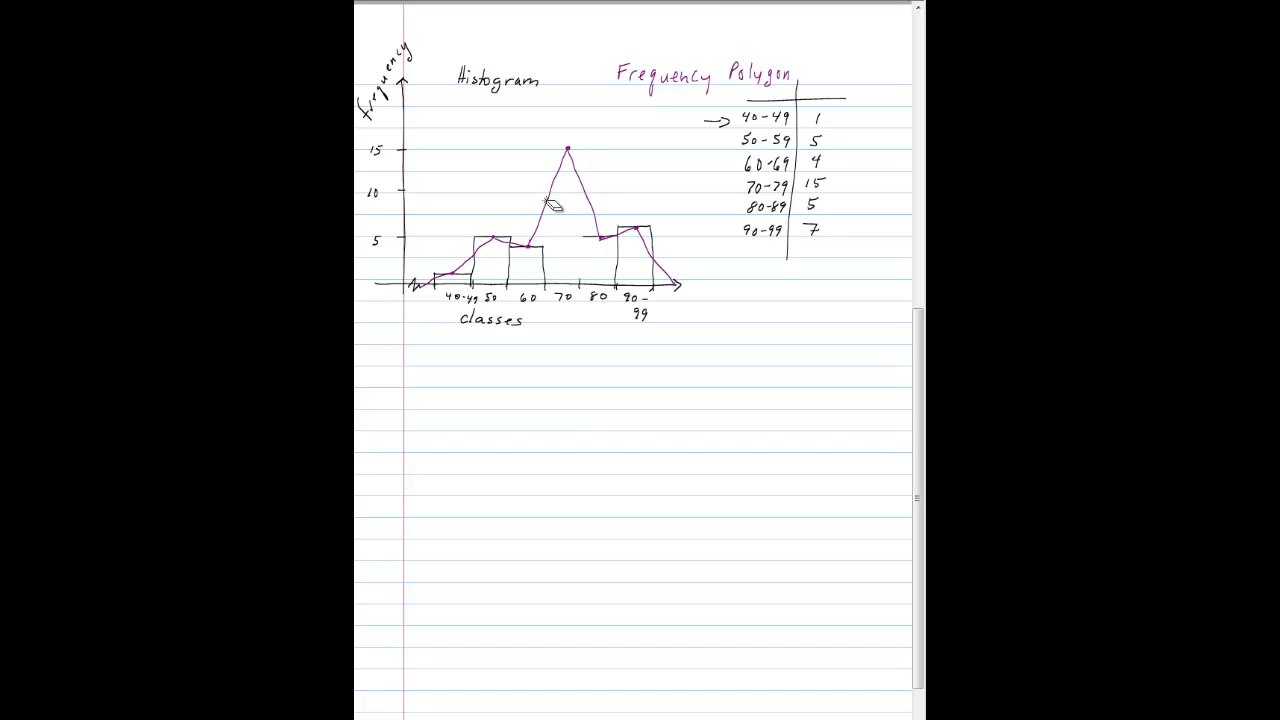 Frequency
Histogram
Frequency Polygon
40-49 1
50-59 5
60-69 4
70-79 15
80-89 5
90-99 7
15
10
5
40-49 50 60 70 80 90-
99
classes